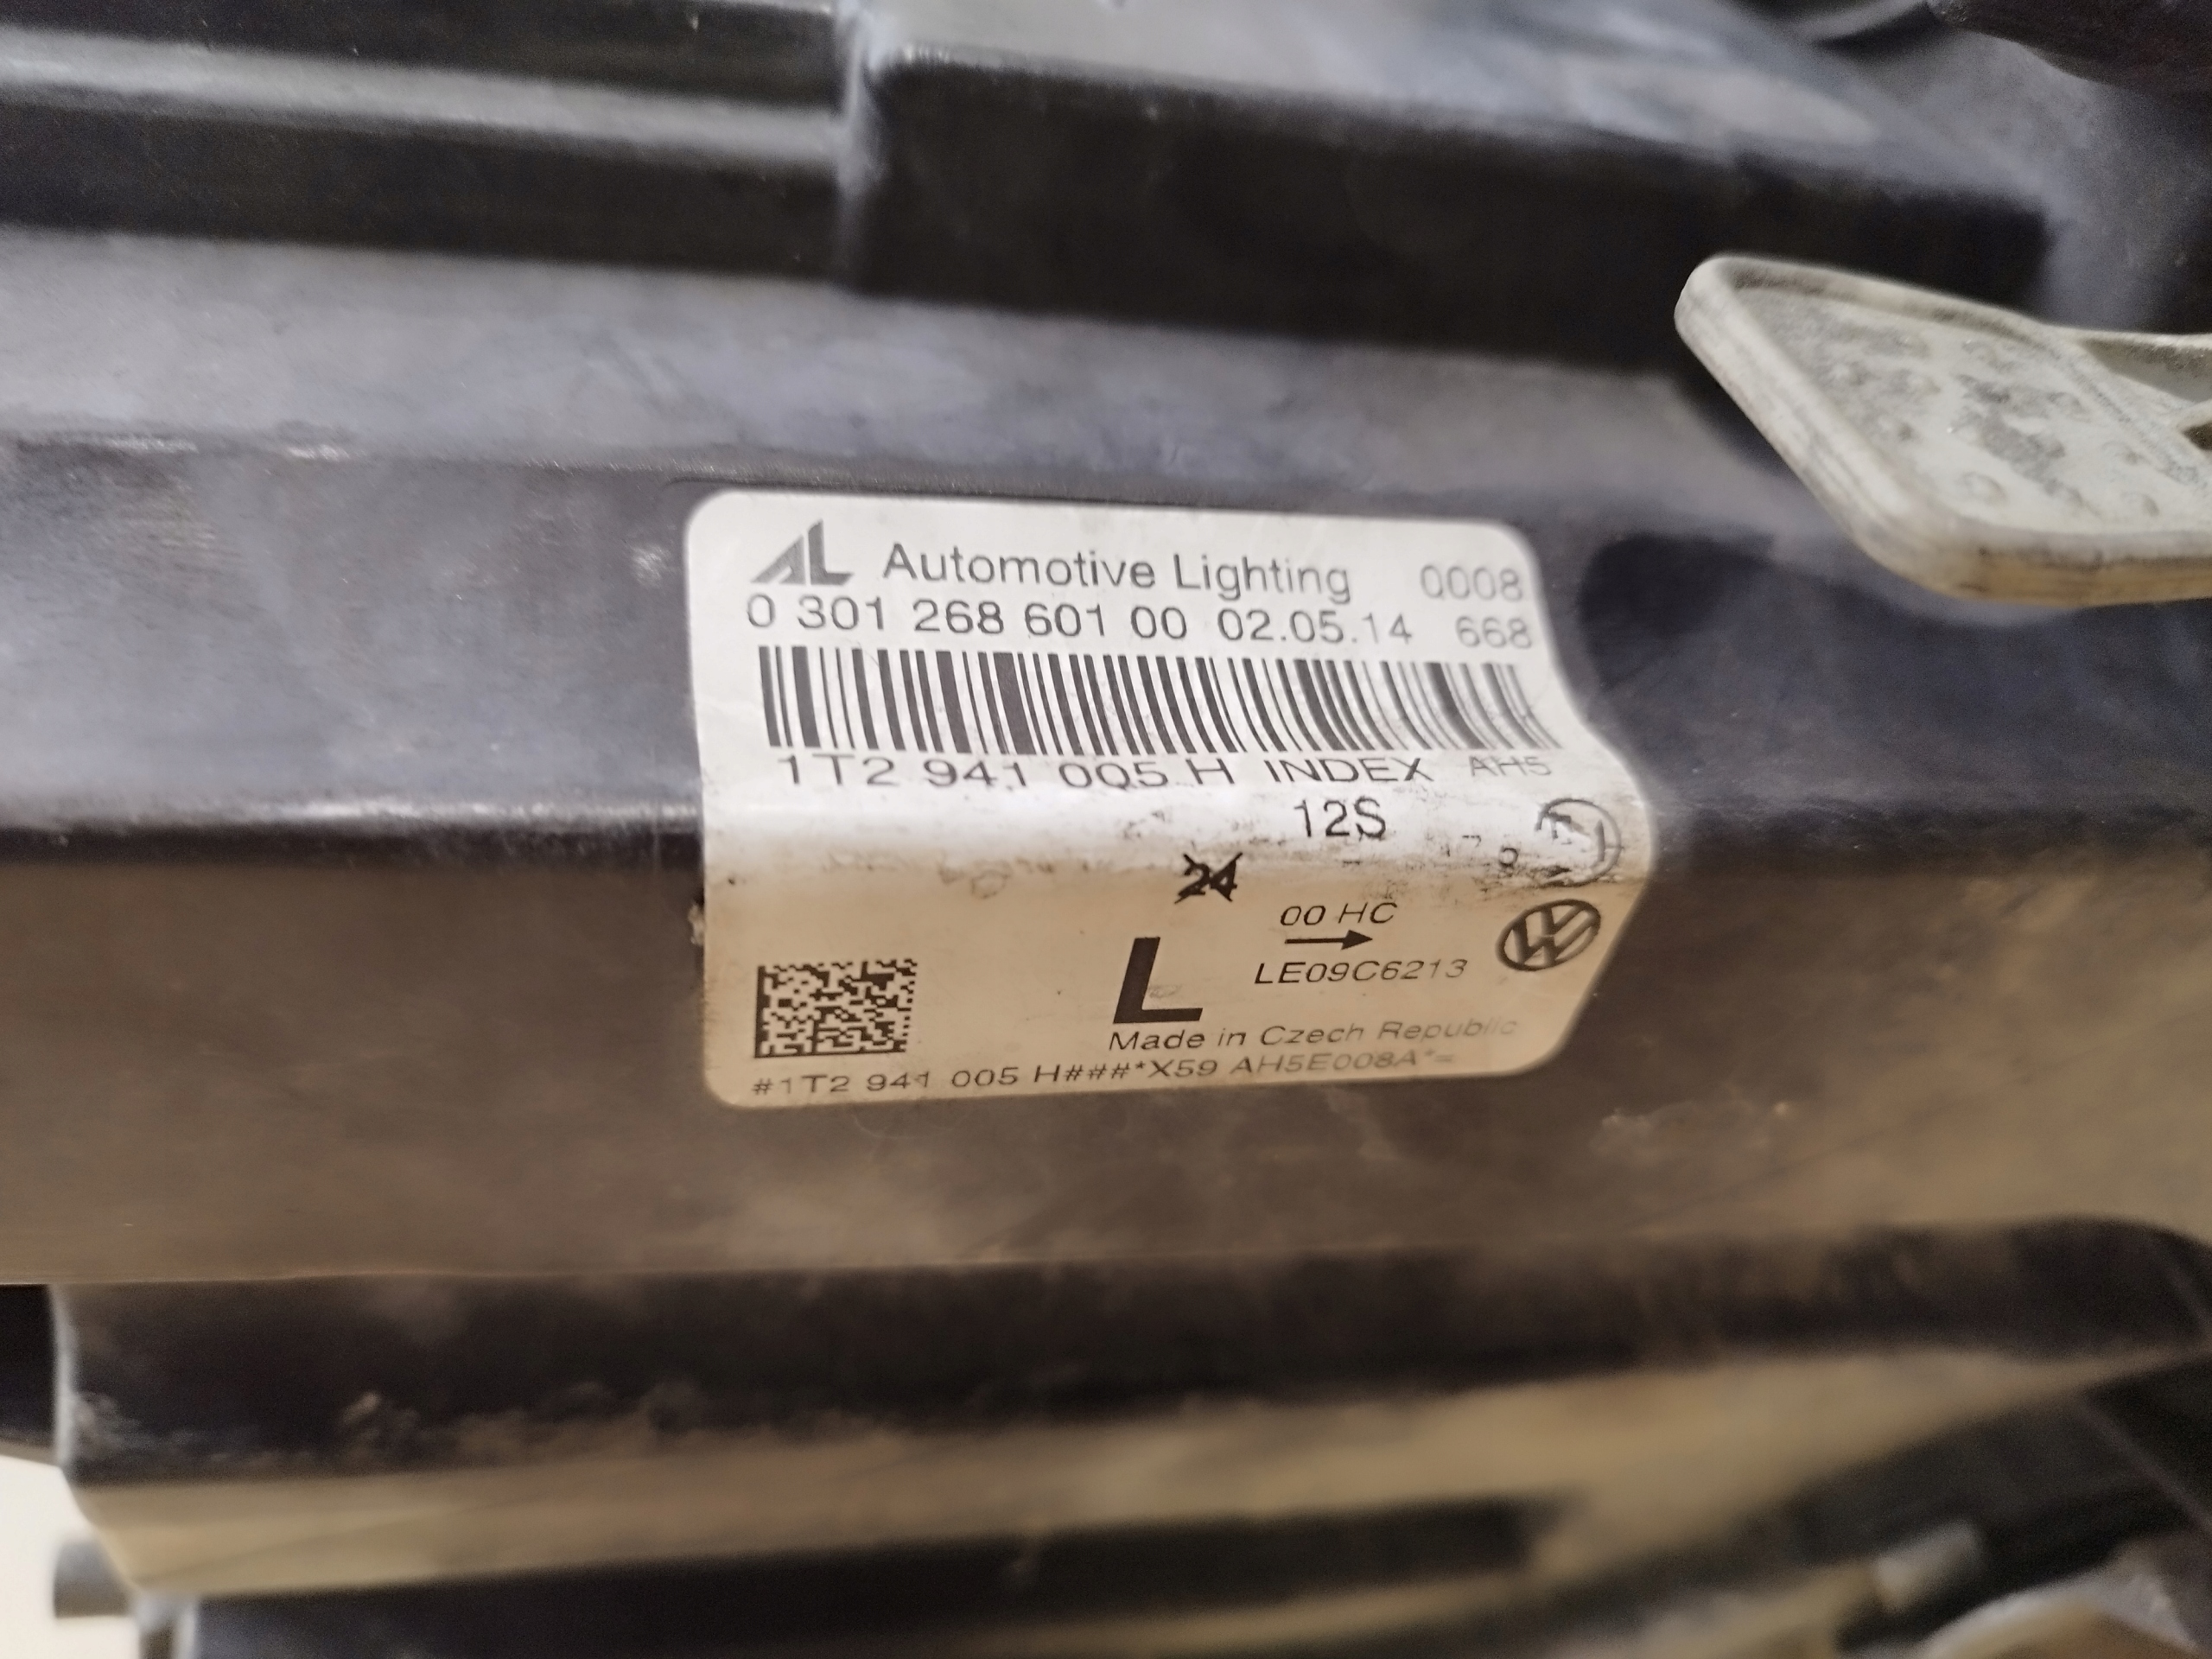 AL Automotive Lighting 0008
0 301 268 601 00 02.05.14 668
1T2 941 005 H INDEX AH5
12S
24
00 HC
L LE09C6213
Made in Czech Republic
#1T2 941 005 H###*X59 AH5E008A*=